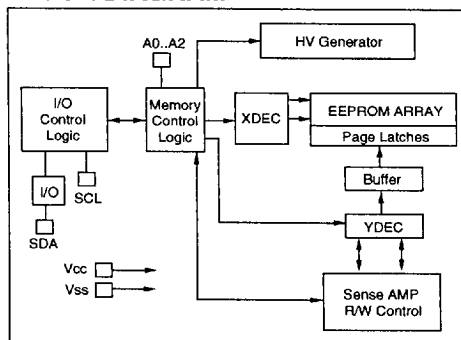 A0..A2
HV Generator
I/O
Control
Logic
Memory
Control
Logic
XDEC
EEPROM ARRAY
Page Latches
Buffer
I/O
SCL
YDEC
SDA
Vcc
Vss
Sense AMP
R/W Control